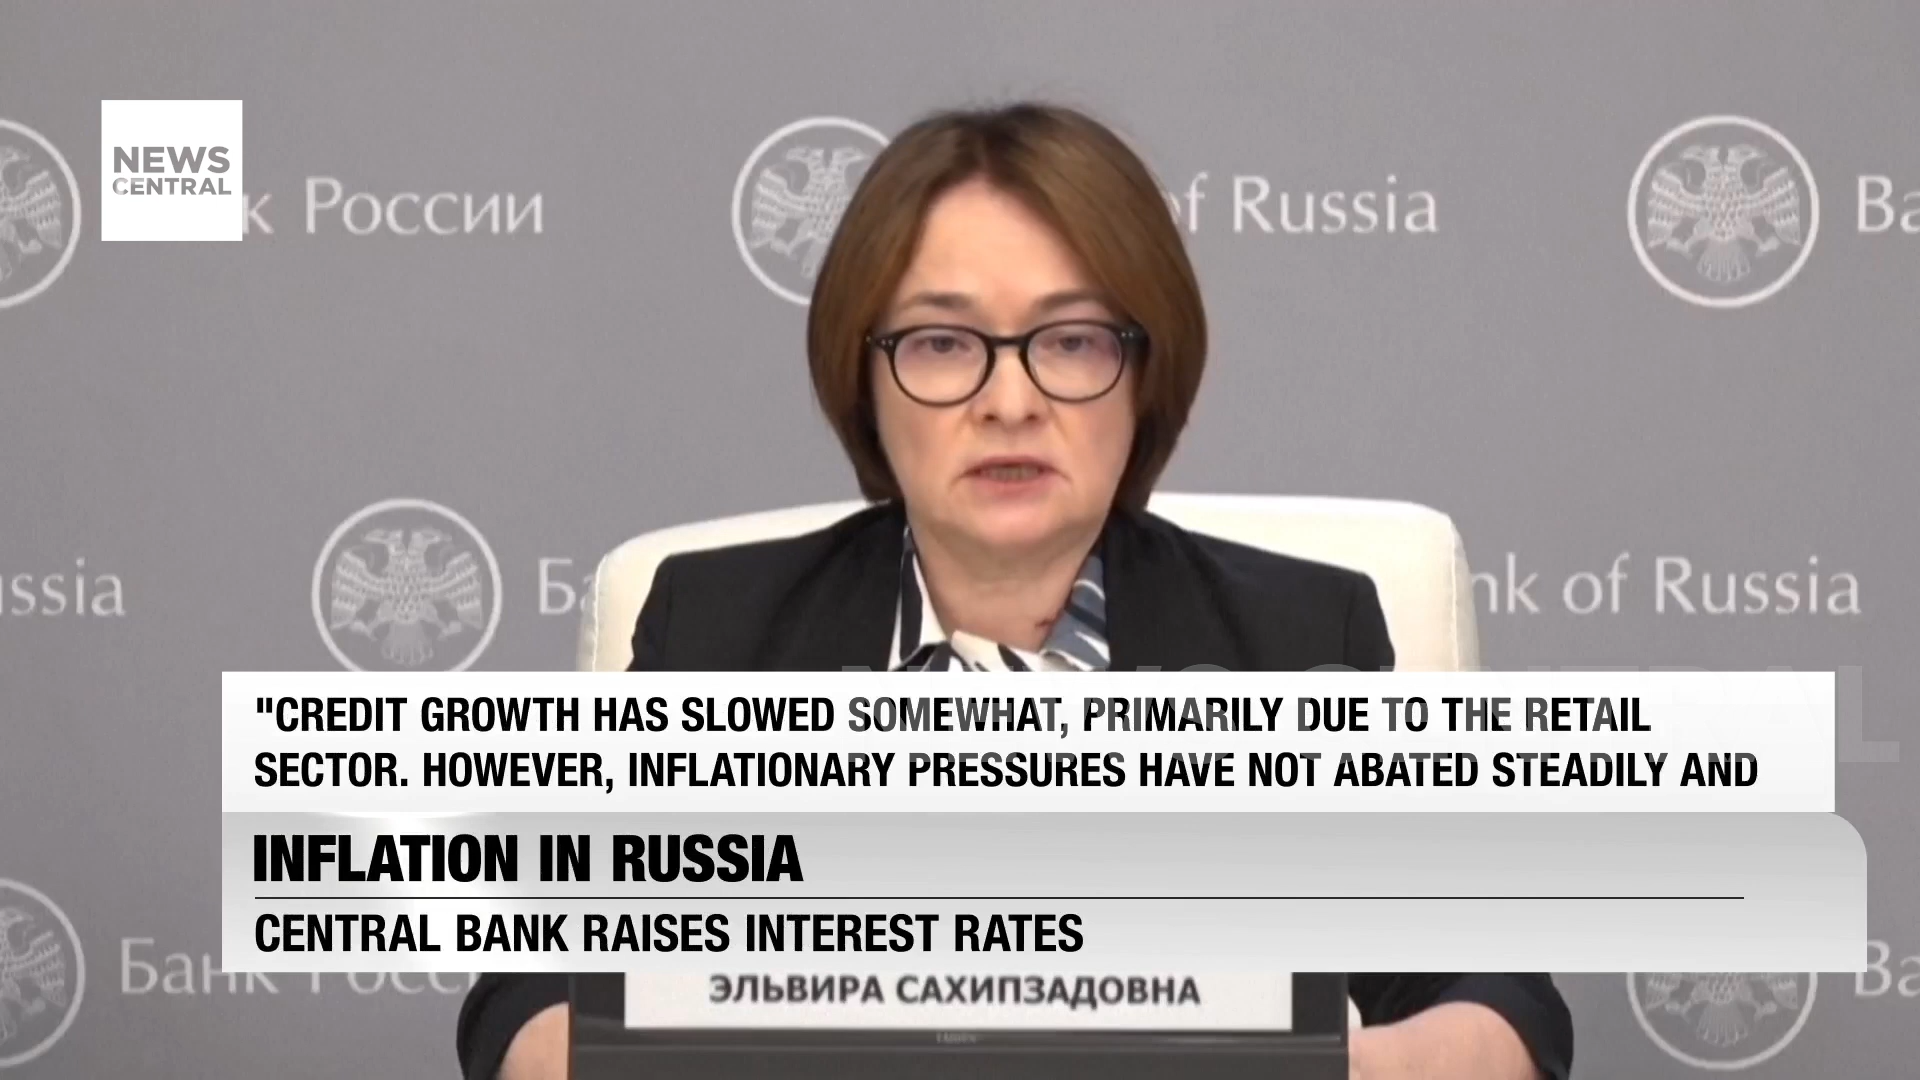 NEWS
CENTRAL
к России
of Russia
Ba
ssia
Ба
nk of Russia
NEWS CENTRAL
"CREDIT GROWTH HAS SLOWED SOMEWHAT, PRIMARILY DUE TO THE RETAIL
SECTOR. HOWEVER, INFLATIONARY PRESSURES HAVE NOT ABATED STEADILY AND
INFLATION IN RUSSIA
CENTRAL BANK RAISES INTEREST RATES
Банк Росси
Ba
ЭЛЬВИРА САХИПЗАДОВНА